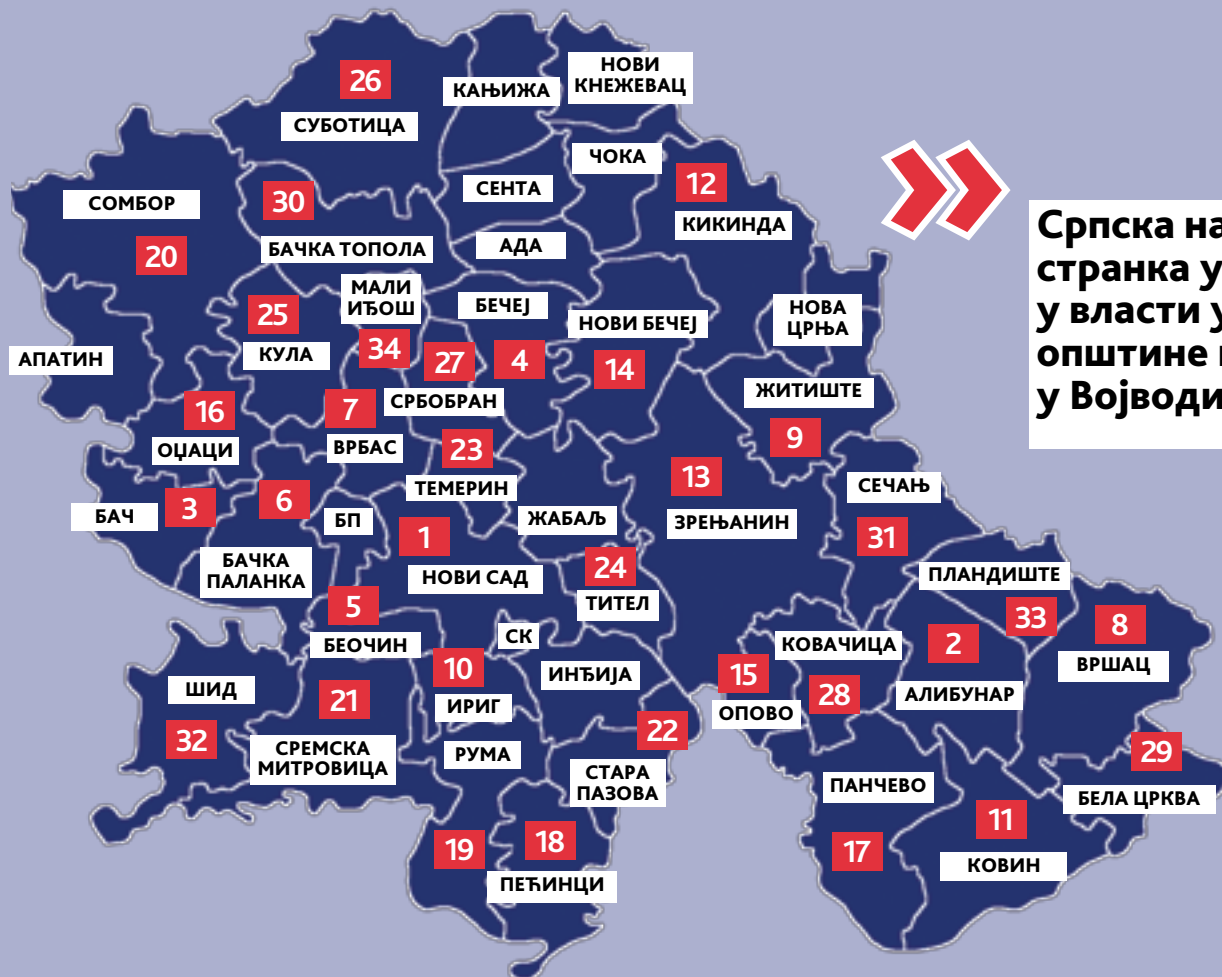 26
СУБОТИЦА
КАЊИЖА
НОВИ
КНЕЖЕВАЦ
ЧОКА
СОМБОР
20
30
БАЧКА ТОПОЛА
СЕНТА
АДА
12
КИКИНДА
Српска на
странка у
у власти у
општине
у Војводи
АПАТИН
25
КУЛА
МАЛИ
ИЂОШ
34
БЕЧЕЈ
4
27
СРБОБРАН
НОВИ БЕЧЕЈ
14
НОВА
ЦРЊА
ЖИТИШТЕ
9
16
ОЏАЦИ
7
ВРБАС
23
ТЕМЕРИН
13
ЗРЕЊАНИН
СЕЧАЊ
31
БАЧ
3
6
БАЧКА
ПАЛАНКА
БП
1
НОВИ САД
ЖАБАЉ
24
ТИТЕЛ
ПЛАНДИШТЕ
33
5
БЕОЧИН
СК
ИНЂИЈА
КОВАЧИЦА
28
2
АЛИБУНАР
8
ВРШАЦ
ШИД
32
21
СРЕМСКА
МИТРОВИЦА
10
ИРИГ
РУМА
19
22
СТАРА
ПАЗОВА
15
ОПОВО
29
БЕЛА ЦРКВА
18
ПЕЋИНЦИ
ПАНЧЕВО
17
11
КОВИН